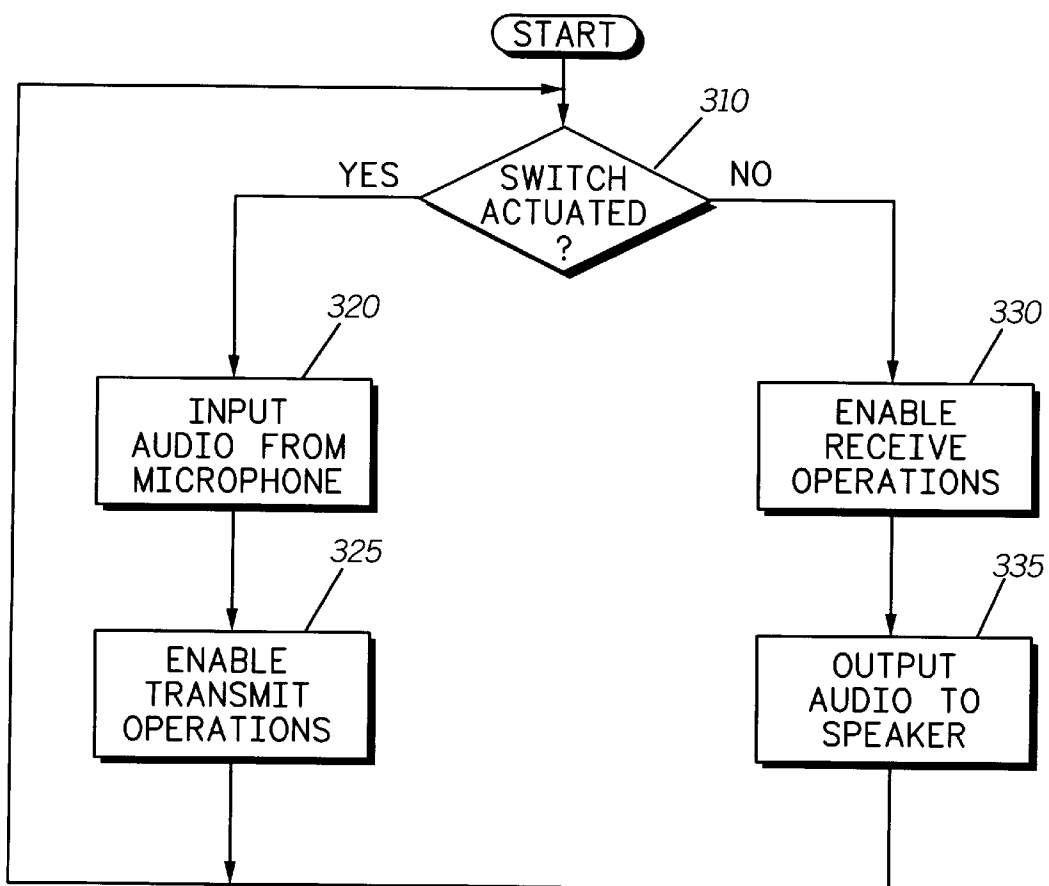 START
310
YES
SWITCH
ACTUATED
?
NO
320
INPUT
AUDIO FROM
MICROPHONE
330
ENABLE
RECEIVE
OPERATIONS
325
ENABLE
TRANSMIT
OPERATIONS
335
OUTPUT
AUDIO TO
SPEAKER